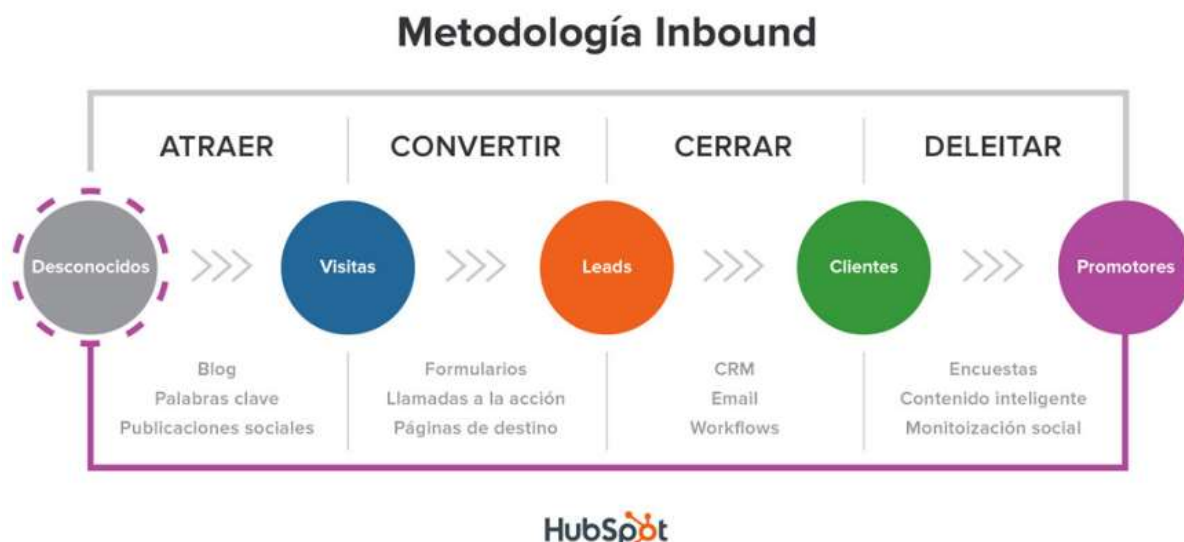 Metodología Inbound
ATRAER
CONVERTIR
CERRAR
DELEITAR
Desconocidos
Visitas
Leads
Clientes
Promotores
Blog
Palabras clave
Publicaciones sociales
Formularios
Llamadas a la acción
Páginas de destino
CRM
Email
Workflows
Encuestas
Contenido inteligente
Monitoización social
HubSpot